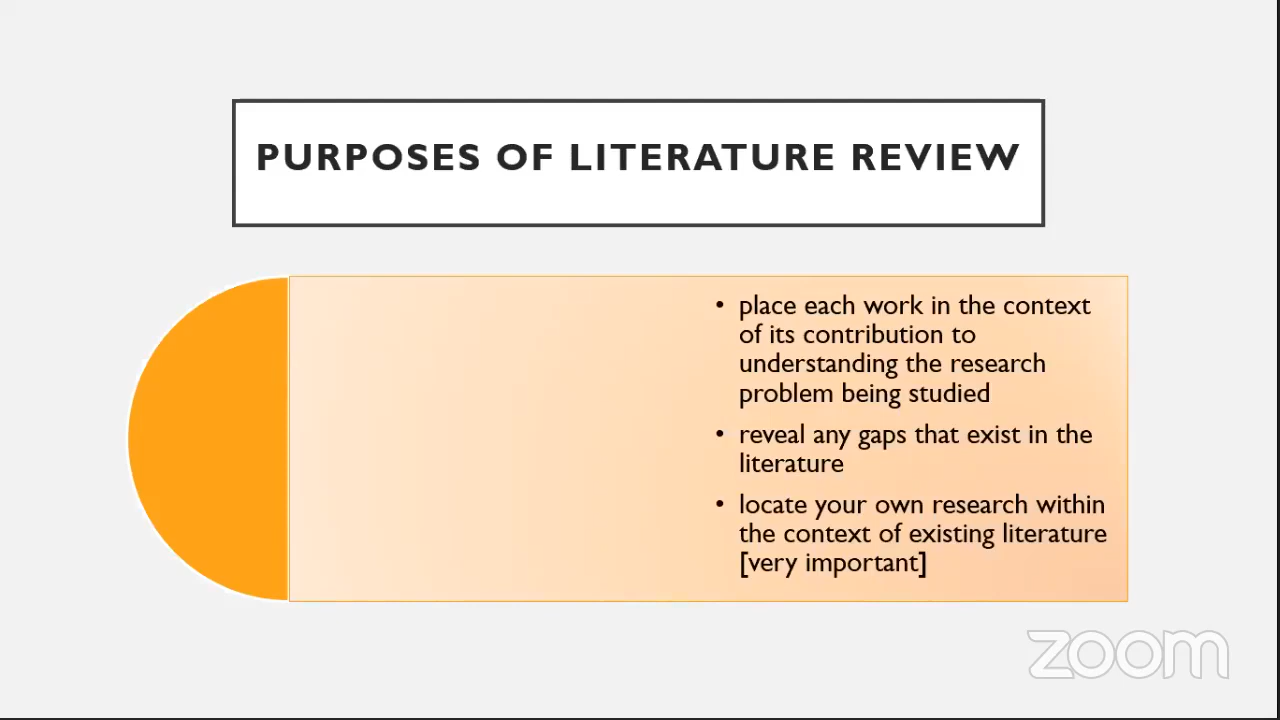 PURPOSES OF LITERATURE REVIEW
• place each work in the context
of its contribution to
understanding the research
problem being studied
• reveal any gaps that exist in the
literature
• locate your own research within
the context of existing literature
[very important]
zoom